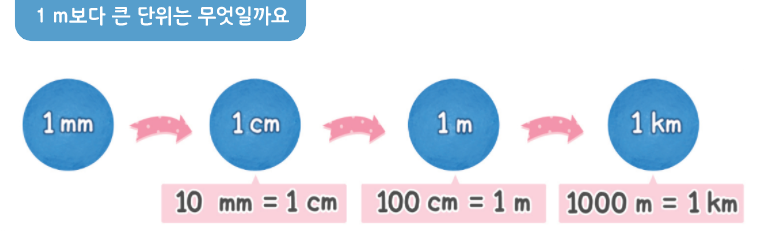 1 m보다 큰 단위는 무엇일까요
1 mm
1 cm
1 m
1 km
10 mm = 1 cm
100 cm = 1 m
1000 m = 1 km